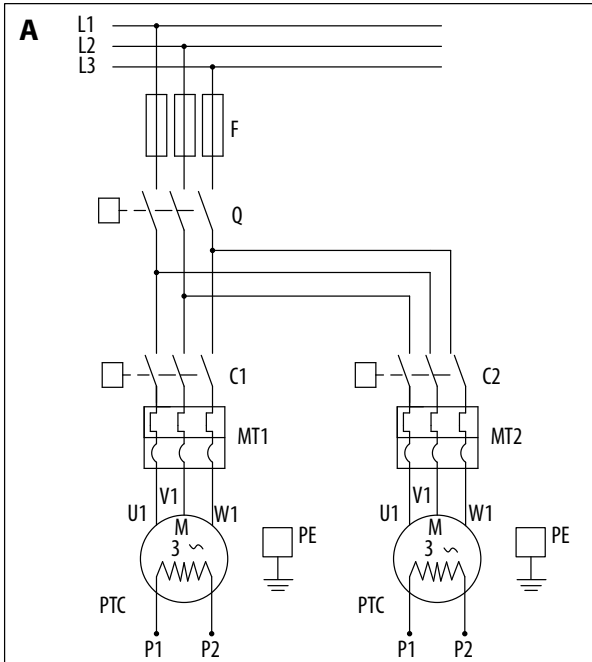 A
L1
L2
L3
F
Q
C1
C2
MT1
MT2
U1 V1 W1
U1 V1 W1
M
3 ~
M
3 ~
PE
PE
PTC
PTC
P1 P2
P1 P2